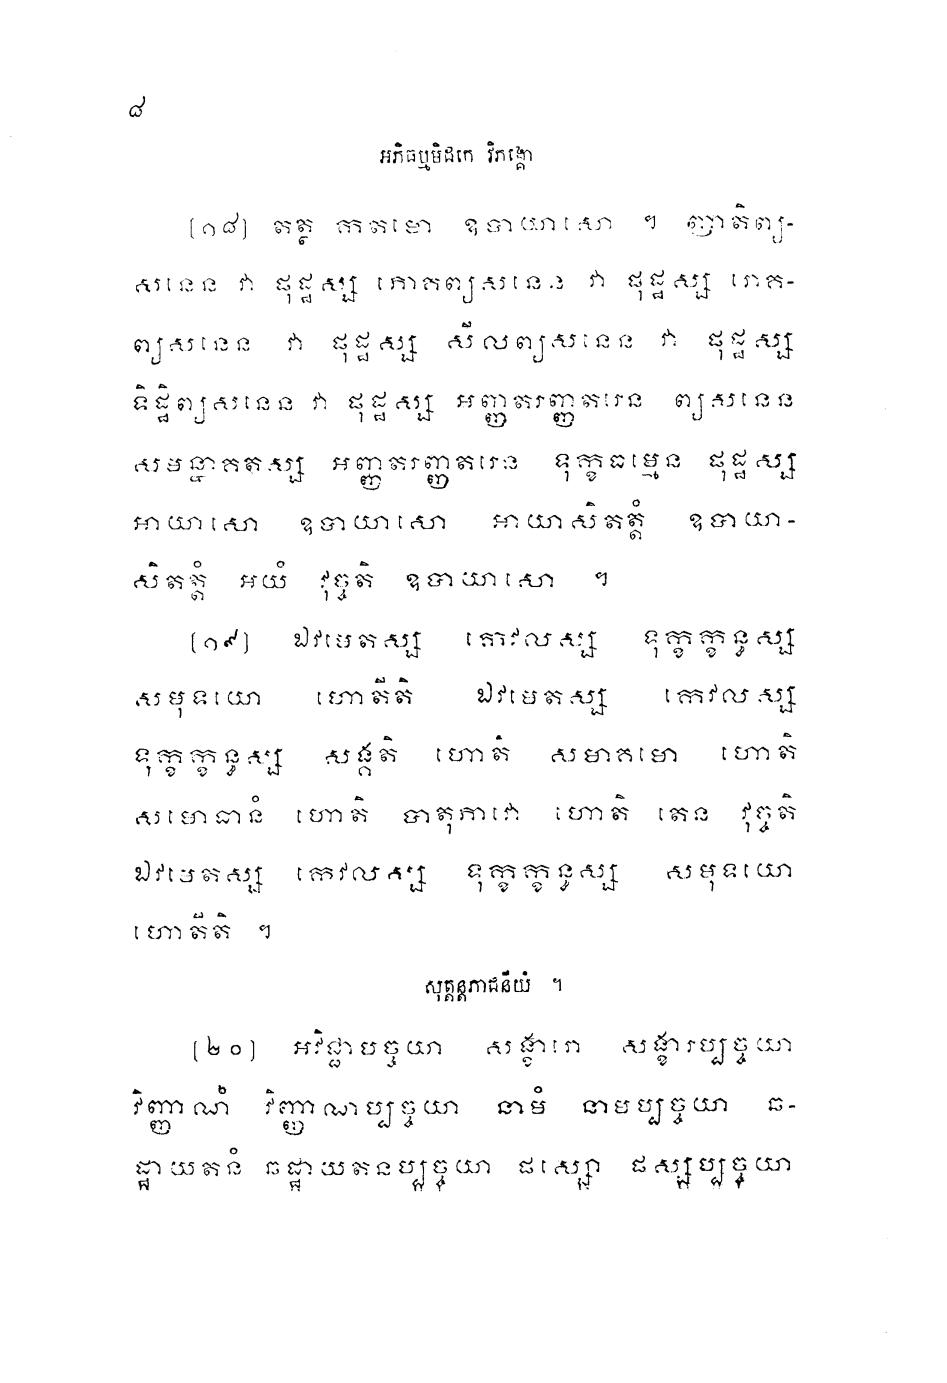 ៨
អភិធម្មបិដកេ វិភង្គោ
[១៨] តត្ថ កតមោ ឧបាយាសោ ។ ញាតិព្យ-
សនេន វា ផុដ្ឋស្ស ភោគព្យសនេន វា ផុដ្ឋស្ស រោគ-
ព្យសនេន វា ផុដ្ឋស្ស សីលព្យសនេន វា ផុដ្ឋស្ស
ទិដ្ឋិព្យសនេន វា ផុដ្ឋស្ស អញ្ញតរញ្ញតរេន ព្យសនេន
សមន្នាគតស្ស អញ្ញតរញ្ញតរេន ទុក្ខធម្មេន ផុដ្ឋស្ស
អាយាសោ ឧបាយាសោ អាយាសិតត្តំ ឧបាយា-
សិតត្តំ អយំ វុច្ចតិ ឧបាយាសោ ។
[១៩] ឯវមេតស្ស កេវលស្ស ទុក្ខក្ខន្ធស្ស
សមុទយោ ហោតីតិ ឯវមេតស្ស កេវលស្ស
ទុក្ខក្ខន្ធស្ស សង្គតិ ហោតិ សមាគមោ ហោតិ
សមោធានំ ហោតិ បាតុភាវោ ហោតិ តេន វុច្ចតិ
ឯវមេតស្ស កេវលស្ស ទុក្ខក្ខន្ធស្ស សមុទយោ
ហោតីតិ ។
សុត្តន្តភាជនីយំ ។
[២០] អវិជ្ជាបច្ចយា សង្ខារោ សង្ខារប្បច្ចយា
វិញ្ញាណំ វិញ្ញាណប្បច្ចយា នាមំ នាមប្បច្ចយា ឆ-
ដ្ឋាយតនំ ឆដ្ឋាយតនប្បច្ចយា ផស្សោ ផស្សប្បច្ចយា